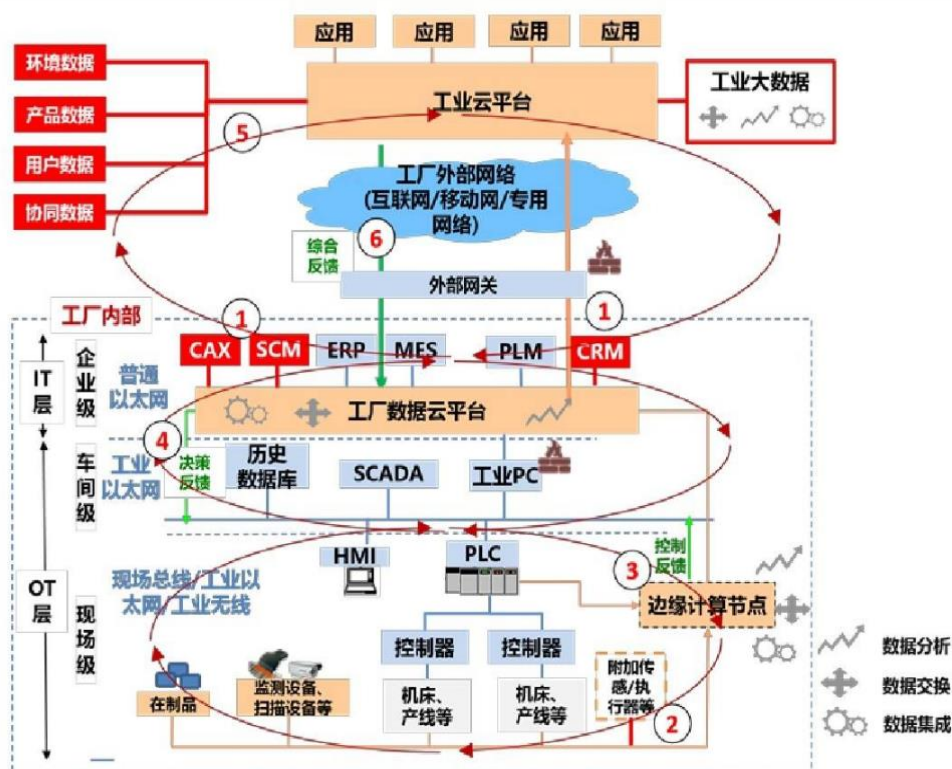 应用
应用
应用
应用
环境数据
产品数据
用户数据
协同数据
工业云平台
工业大数据
5
工厂外部网络
(互联网/移动网/专用
网络)
6
综合
反馈
外部网关
工厂内部
1
1
CAX
SCM
ERP
MES
PLM
CRM
IT
层
企
业
级
普通
以太网
工厂数据云平台
4
决策
反馈
车
间
级
工业
以太网
历史
数据库
SCADA
工业PC
HMI
PLC
3
控制
反馈
OT
层
现
场
级
现场总线/工业以
太网/工业无线
边缘计算节点
控制器
控制器
在制品
监测设备、
扫描设备等
机床、
产线等
机床、
产线等
附加传
感/执
行器等
2
数据分析
数据交换
数据集成